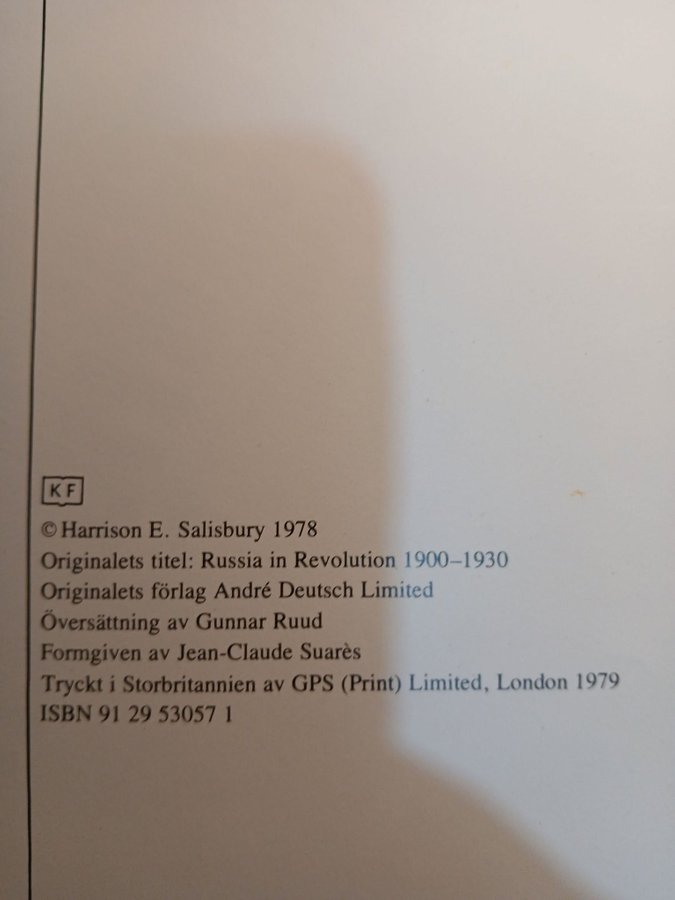 KF
© Harrison E. Salisbury 1978
Originalets titel: Russia in Revolution 1900–1930
Originalets förlag André Deutsch Limited
Översättning av Gunnar Ruud
Formgiven av Jean-Claude Suarès
Tryckt i Storbritannien av GPS (Print) Limited, London 1979
ISBN 91 29 53057 1